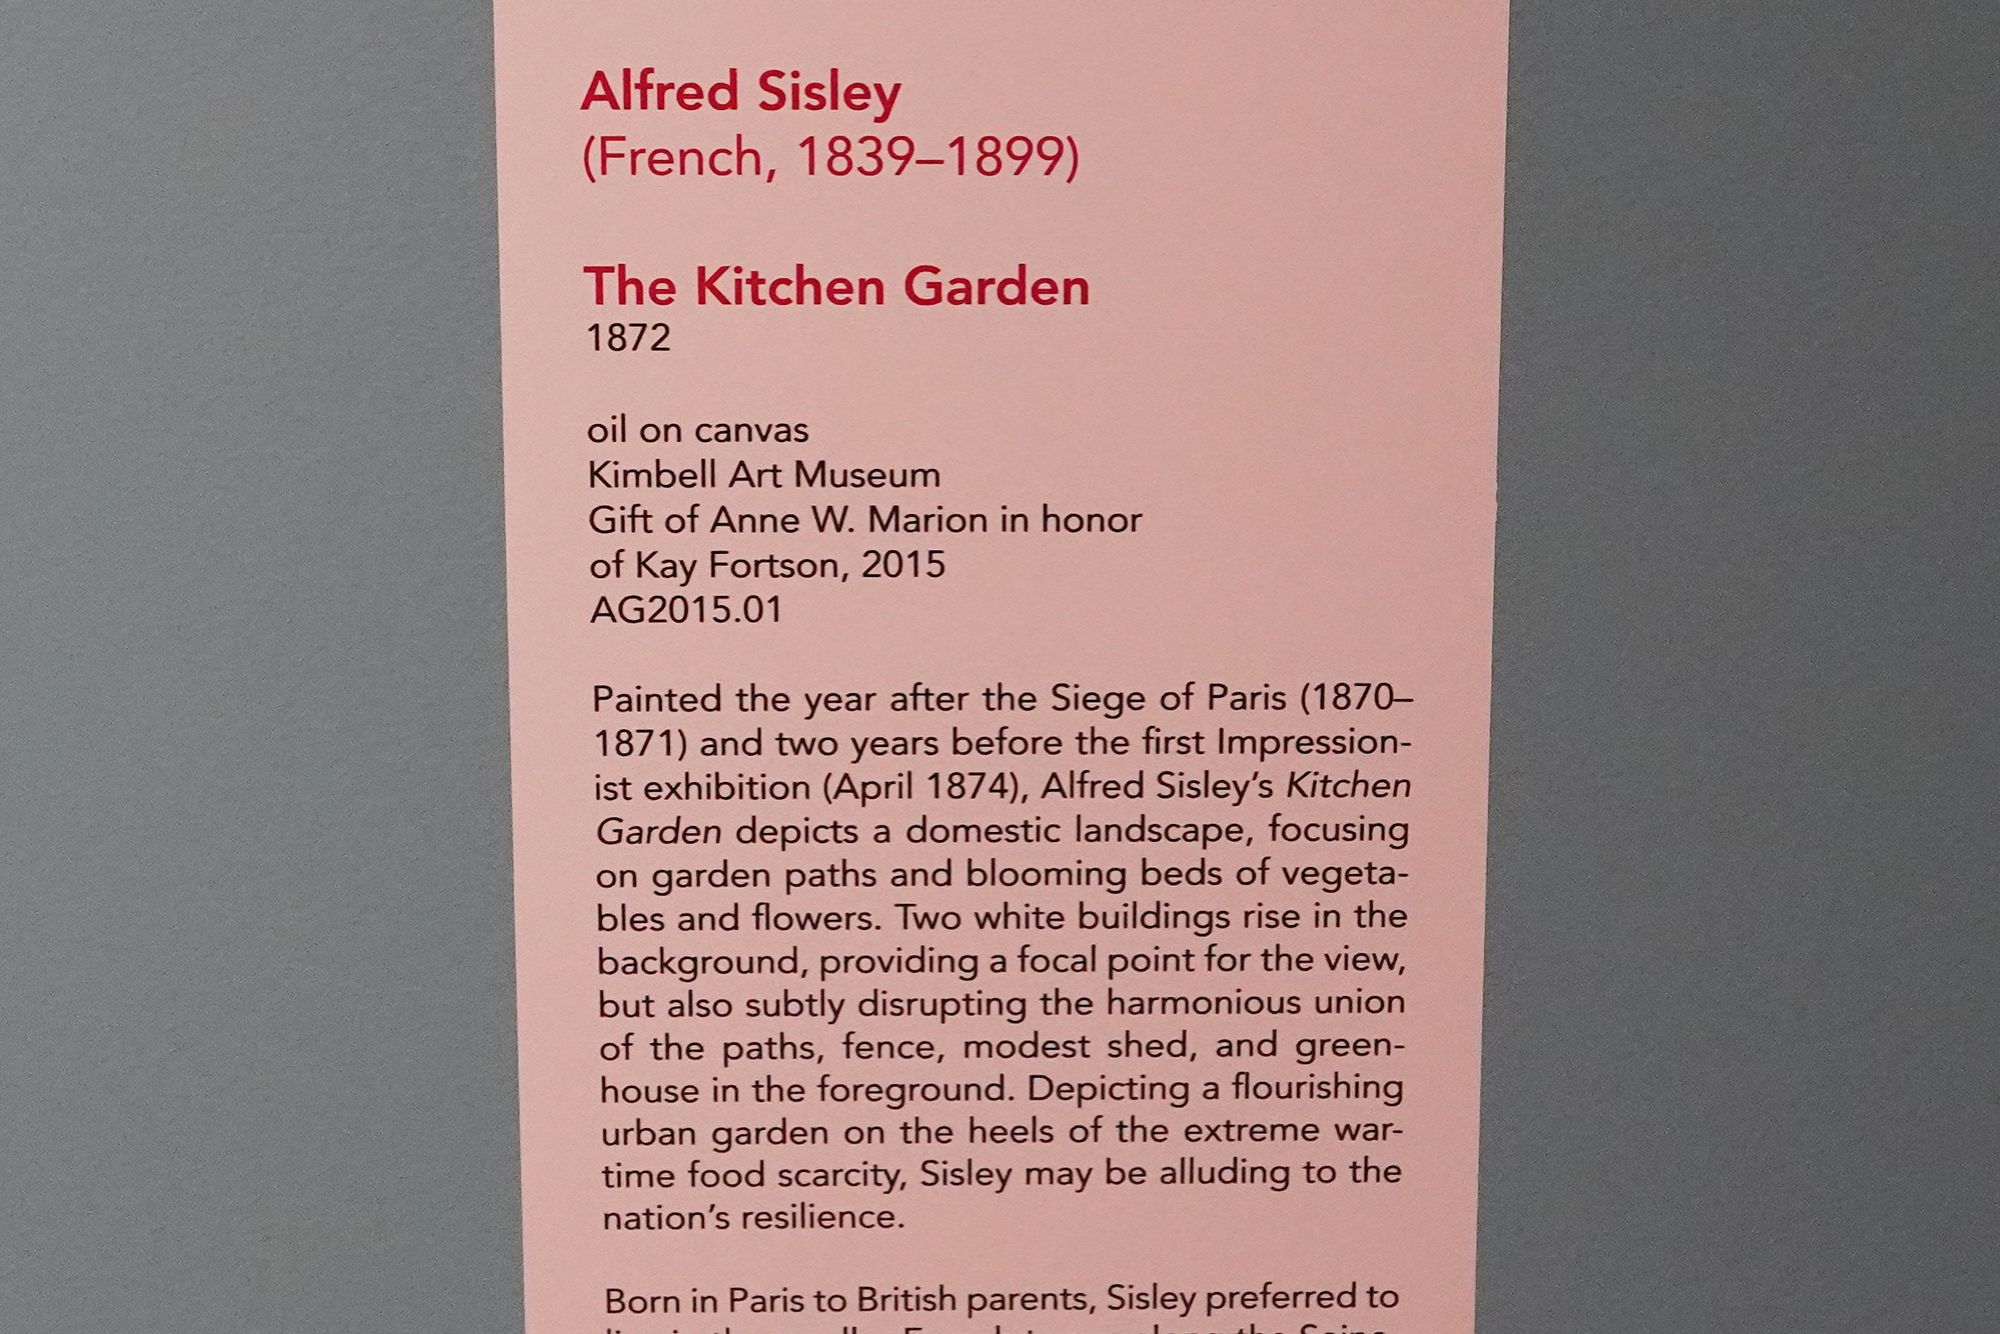 Alfred Sisley
(French, 1839–1899)
The Kitchen Garden
1872
oil on canvas
Kimbell Art Museum
Gift of Anne W. Marion in honor
of Kay Fortson, 2015
AG2015.01
Painted the year after the Siege of Paris (1870–
1871) and two years before the first Impression-
ist exhibition (April 1874), Alfred Sisley’s Kitchen
Garden depicts a domestic landscape, focusing
on garden paths and blooming beds of vegeta-
bles and flowers. Two white buildings rise in the
background, providing a focal point for the view,
but also subtly disrupting the harmonious union
of the paths, fence, modest shed, and green-
house in the foreground. Depicting a flourishing
urban garden on the heels of the extreme war-
time food scarcity, Sisley may be alluding to the
nation’s resilience.
Born in Paris to British parents, Sisley preferred to